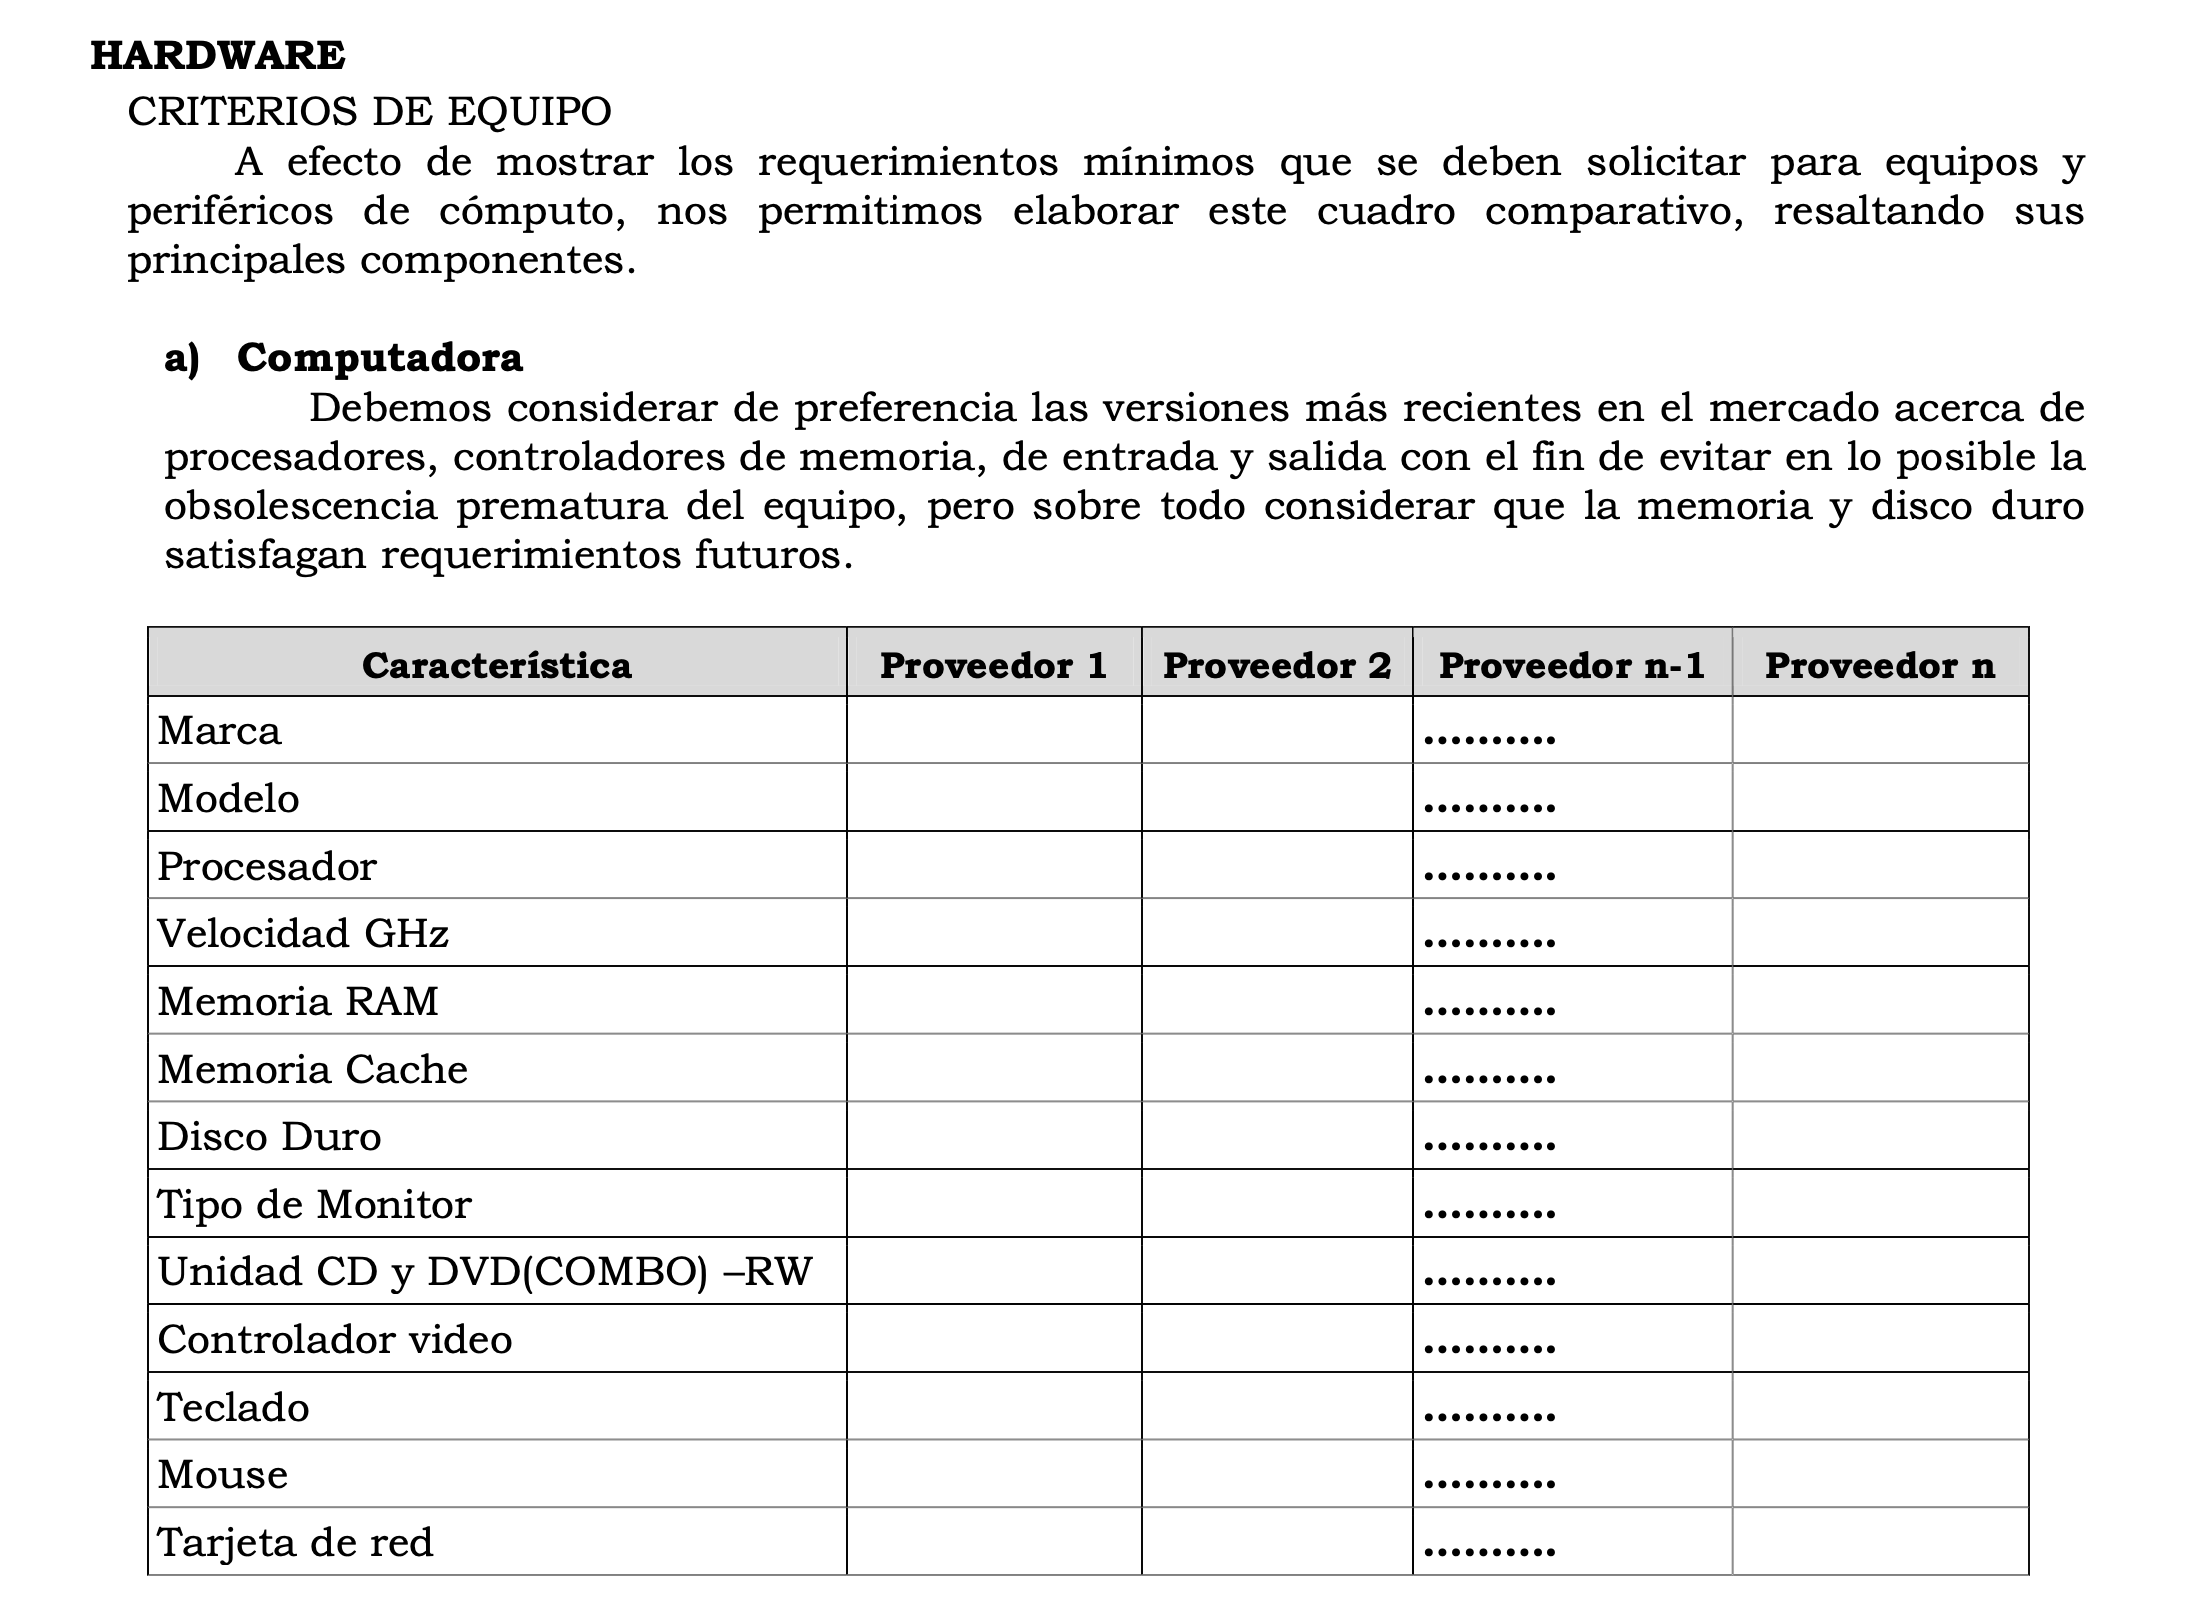 HARDWARE
CRITERIOS DE EQUIPO
A efecto de mostrar los requerimientos mínimos que se deben solicitar para equipos y
periféricos de cómputo, nos permitimos elaborar este cuadro comparativo, resaltando sus
principales componentes.
a) Computadora
Debemos considerar de preferencia las versiones más recientes en el mercado acerca de
procesadores, controladores de memoria, de entrada y salida con el fin de evitar en lo posible la
obsolescencia prematura del equipo, pero sobre todo considerar que la memoria y disco duro
satisfagan requerimientos futuros.
Característica Proveedor 1 Proveedor 2 Proveedor n-1 Proveedor n
Marca ..........
Modelo ..........
Procesador ..........
Velocidad GHz ..........
Memoria RAM ..........
Memoria Cache ..........
Disco Duro ..........
Tipo de Monitor ..........
Unidad CD y DVD(COMBO) –RW ..........
Controlador video ..........
Teclado ..........
Mouse ..........
Tarjeta de red ..........